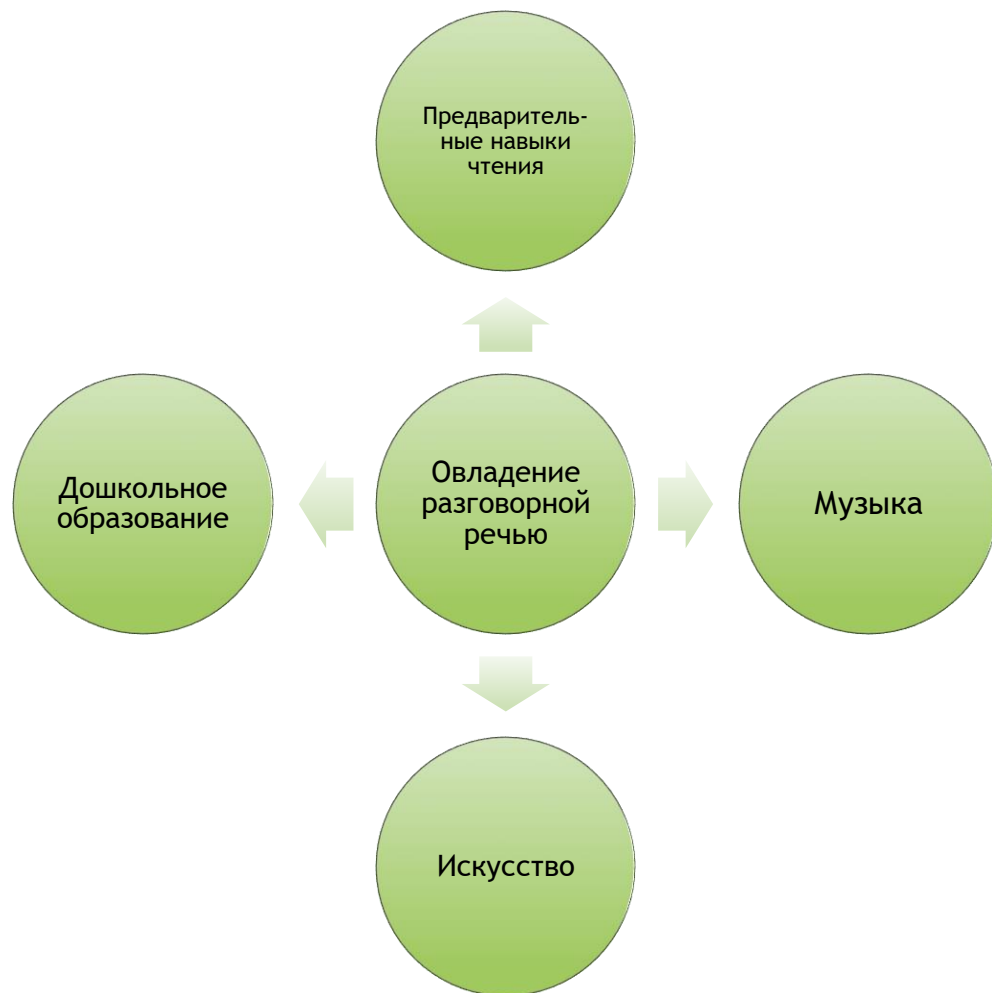 Предваритель-
ные навыки
чтения
Дошкольное
образование
Овладение
разговорной
речью
Музыка
Искусство